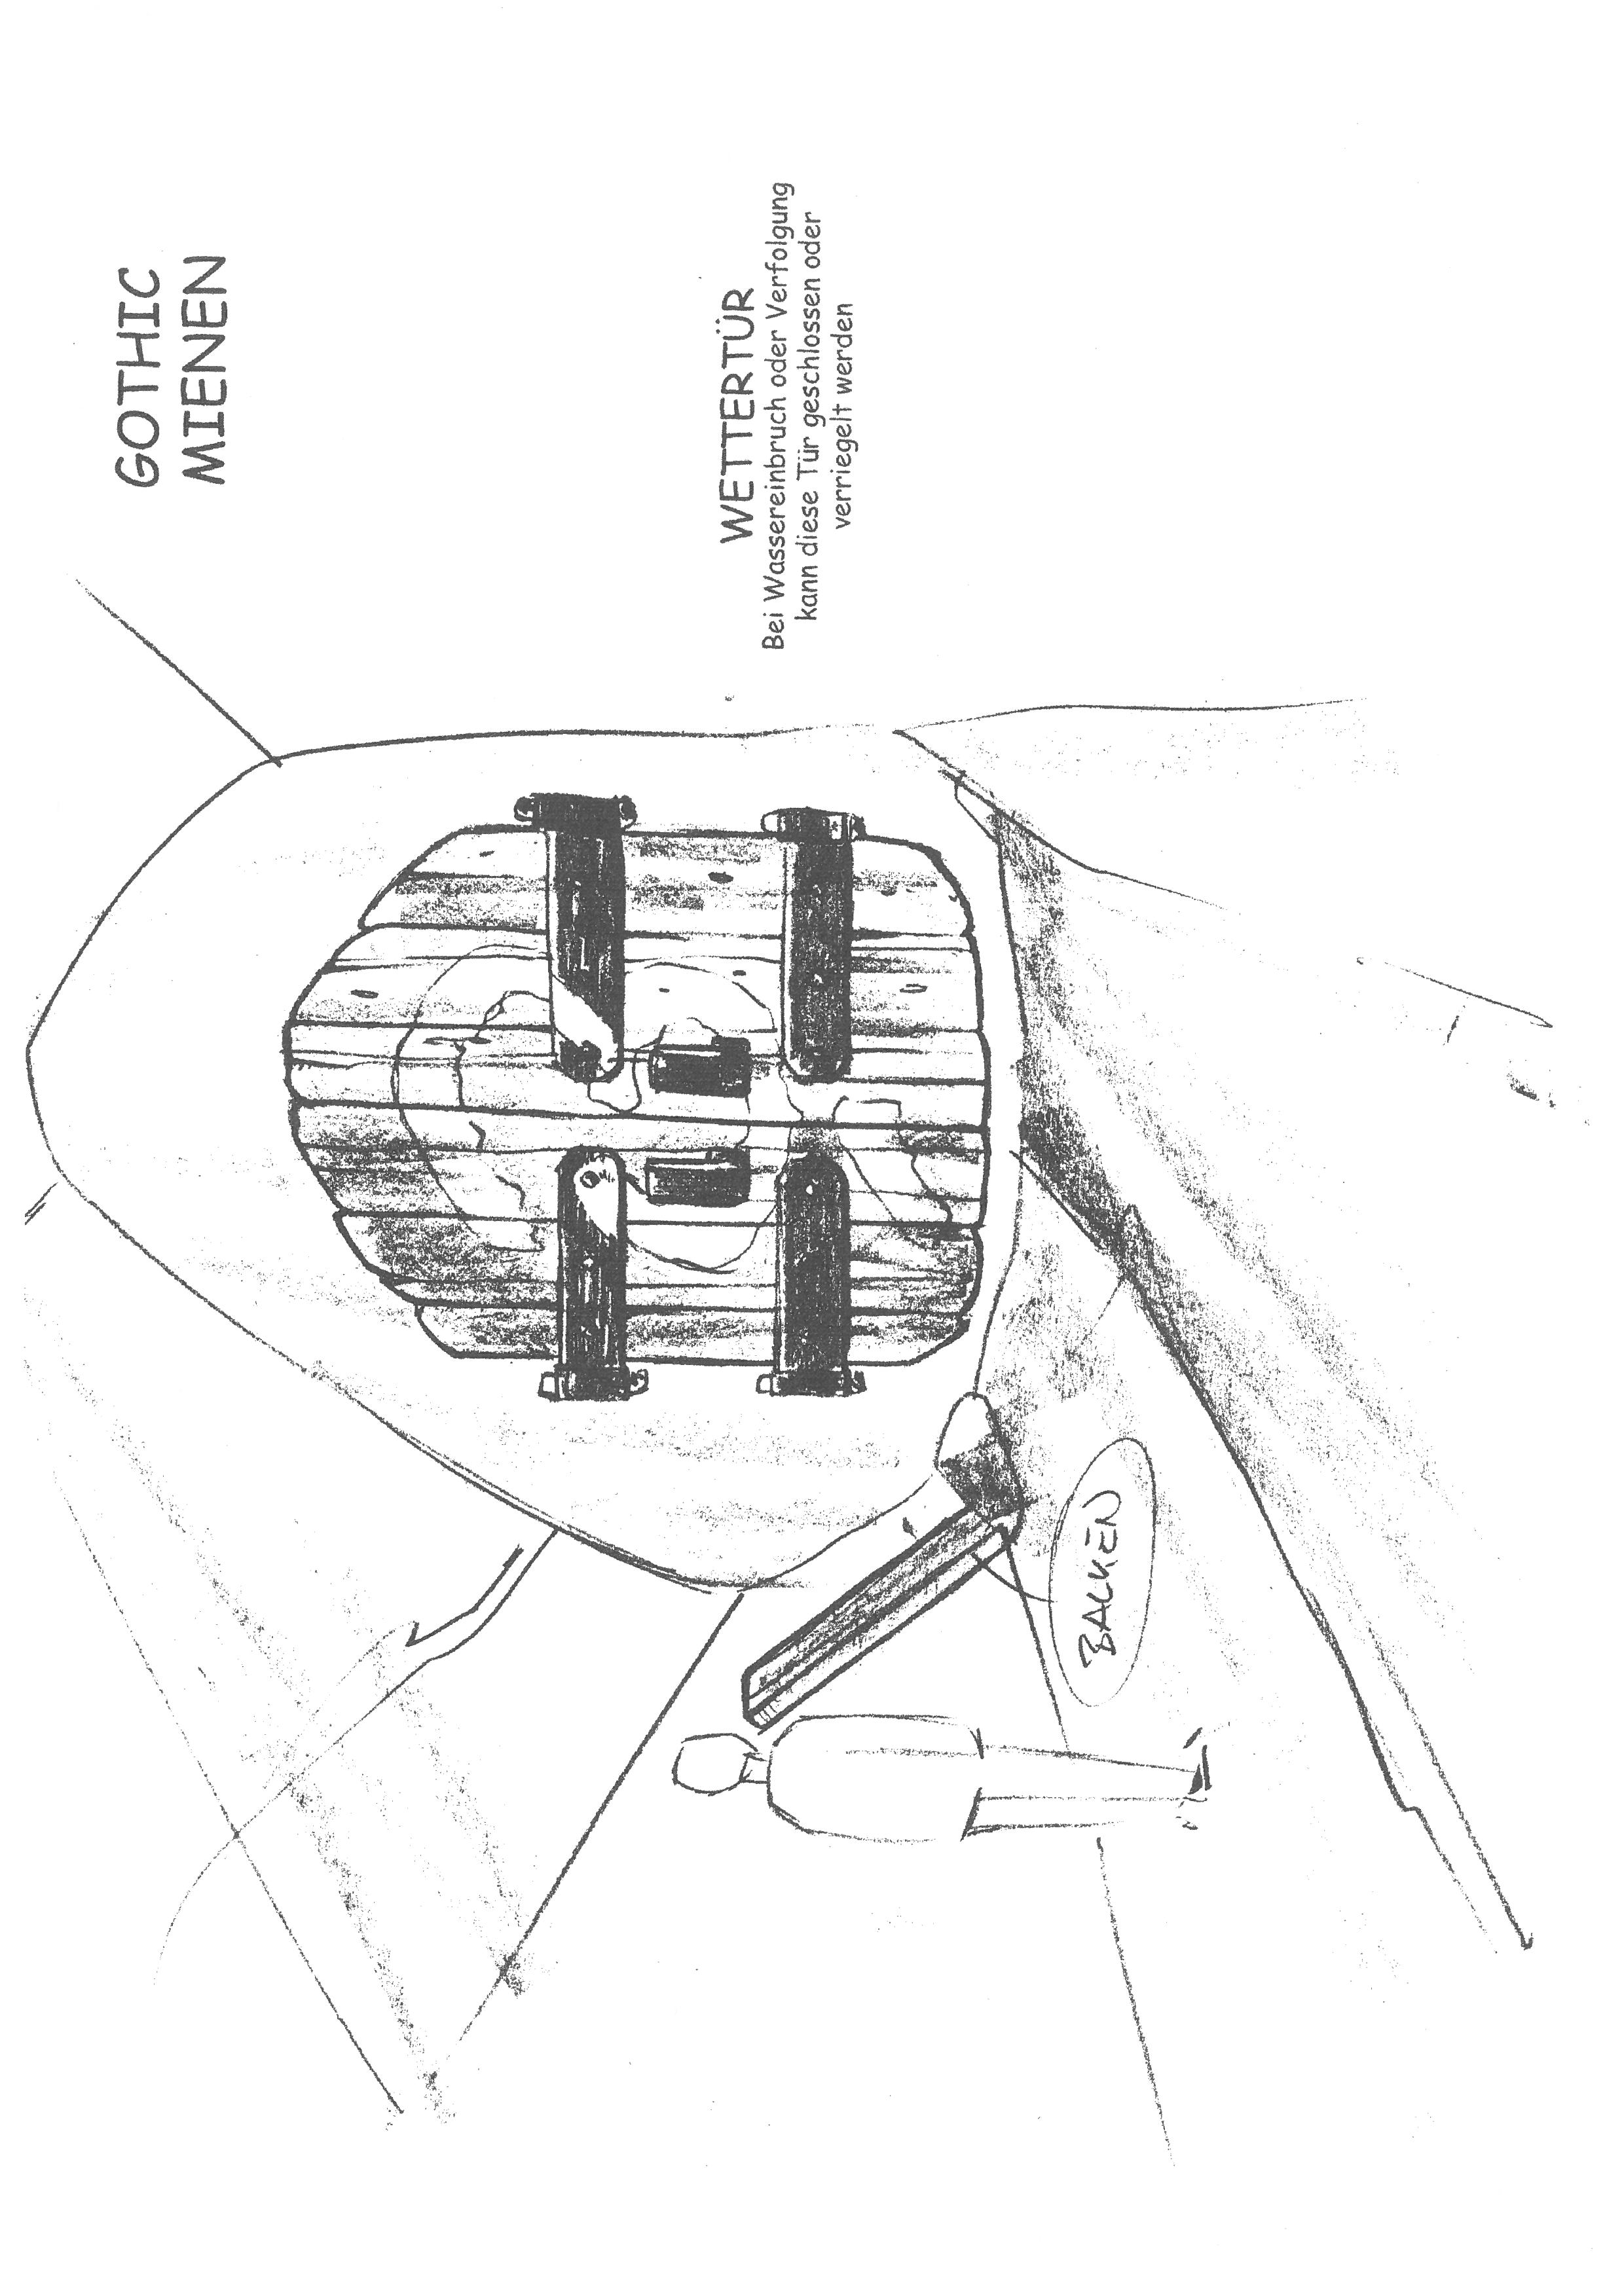 GOTHIC
MIENEN
WETTERTÜR
Bei Wassereinbruch oder Verfolgung
kann diese Tür geschlossen oder
verriegelt werden
BALKEN